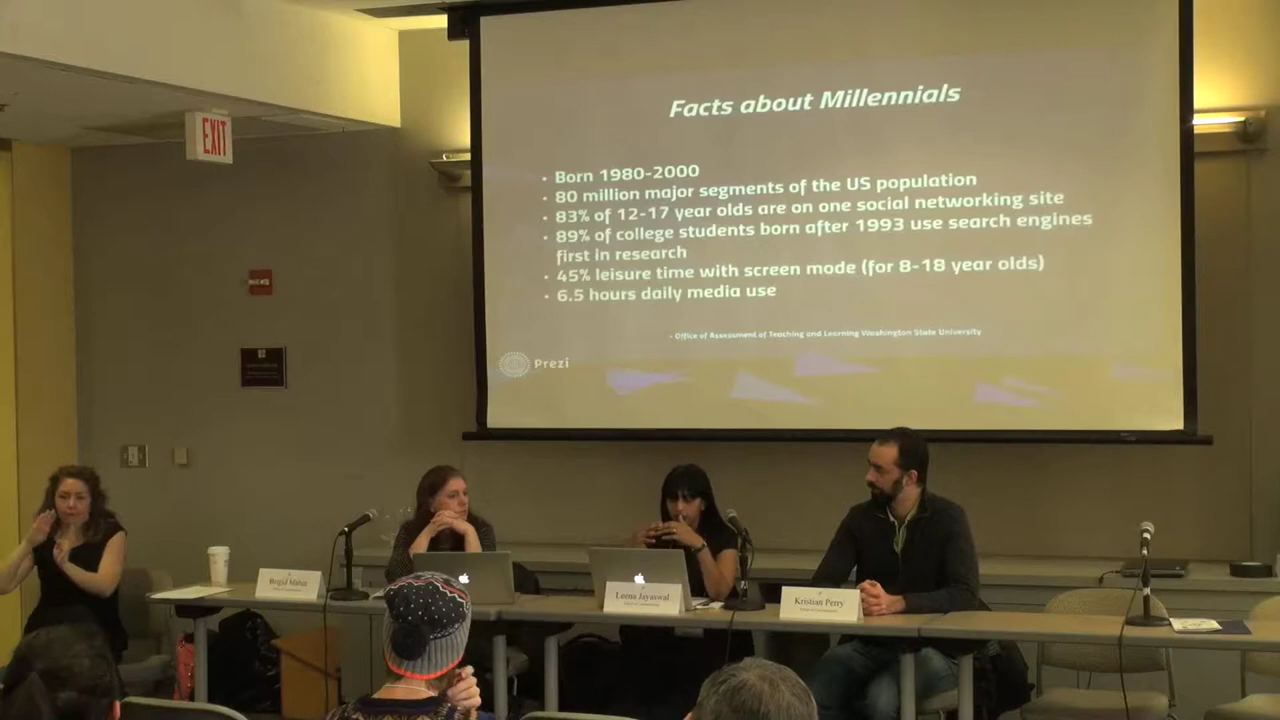 EXIT
Facts about Millennials
• Born 1980-2000
• 80 million major segments of the US population
• 83% of 12-17 year olds are on one social networking site
• 89% of college students born after 1993 use search engines
first in research
• 45% leisure time with screen mode (for 8-18 year olds)
• 6.5 hours daily media use
- Office of Assessment of Teaching and Learning Washington State University
Prezi
Leena Jayaswal
Kristian Perry